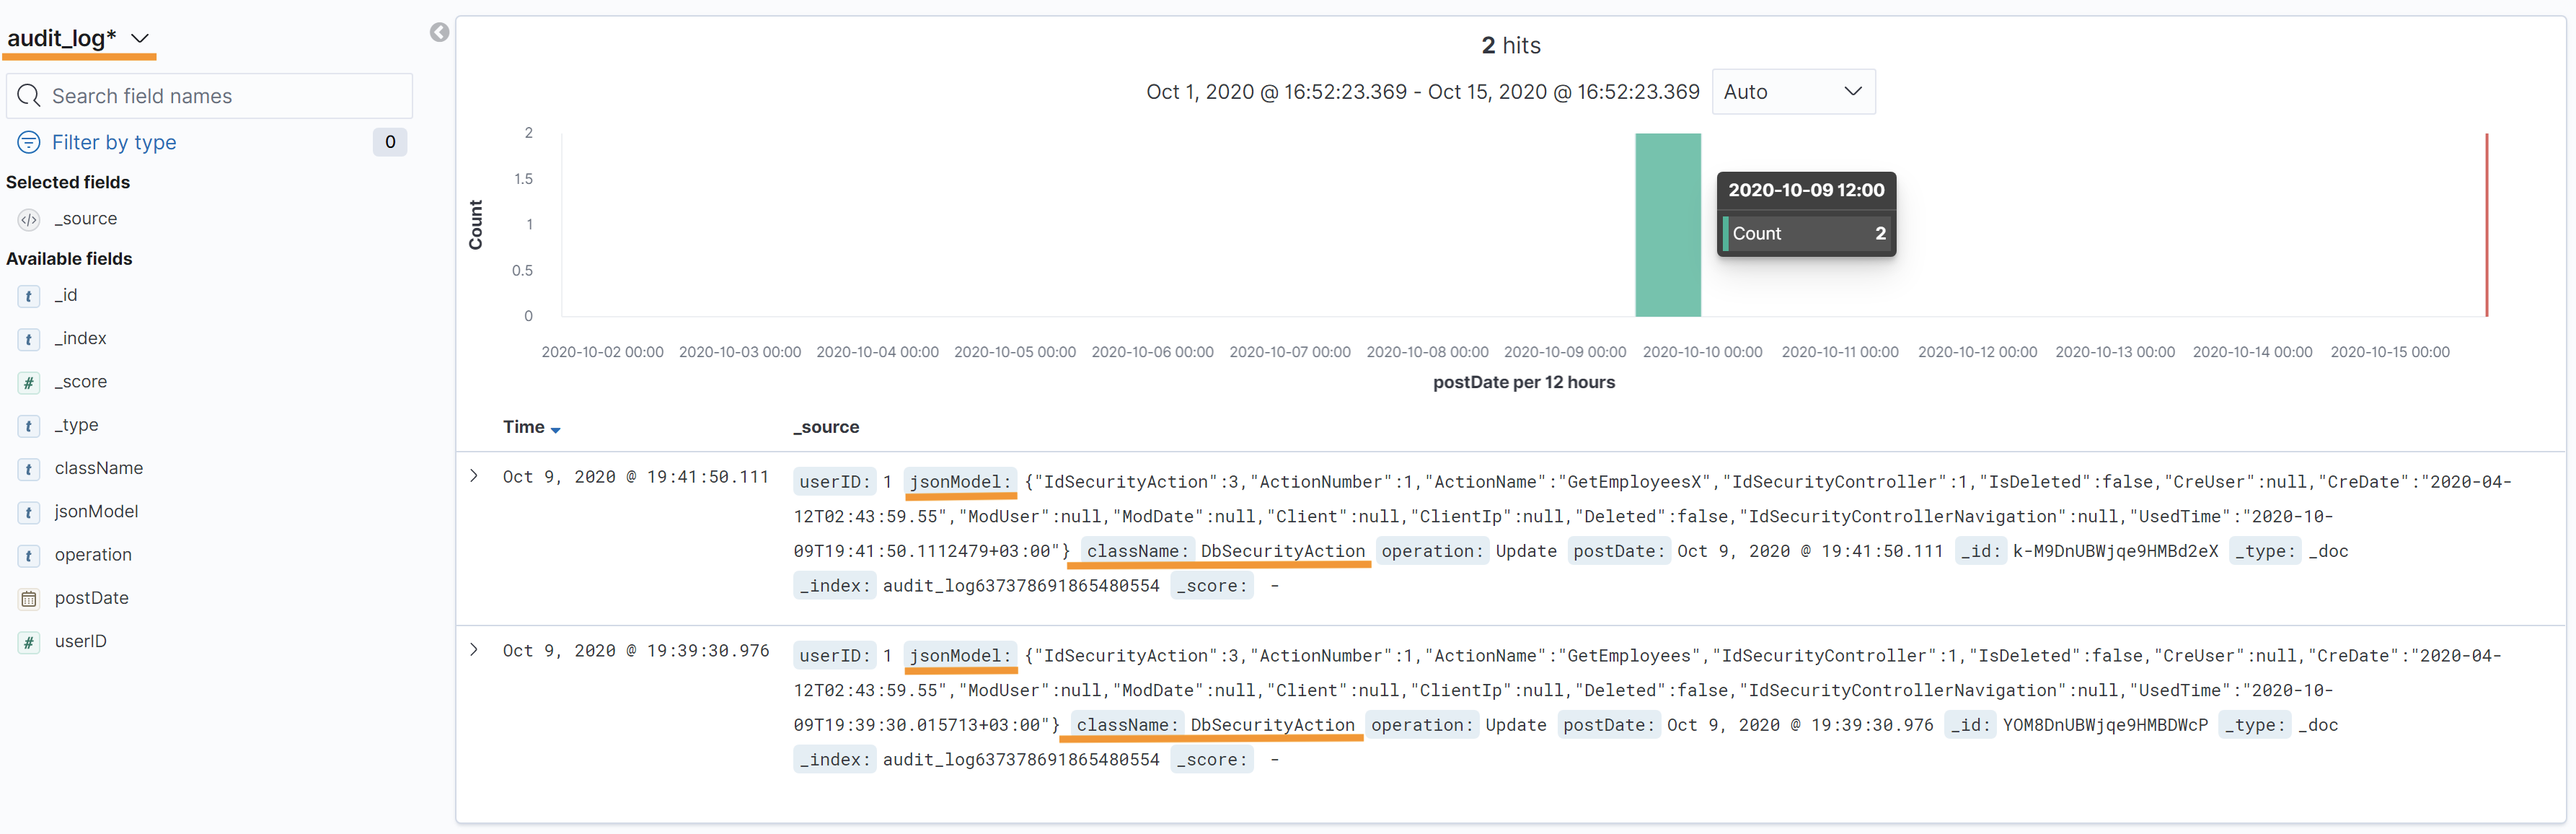 audit_log*
Search field names
Filter by type 0
Selected fields
_source
Available fields
t _id
t _index
# _score
t _type
t className
t jsonModel
t operation
postDate
# userID
2 hits
Oct 1, 2020 @ 16:52:23.369 - Oct 15, 2020 @ 16:52:23.369 Auto
Count
2
1.5
1
0.5
0
2020-10-09 12:00
Count 2
2020-10-02 00:00 2020-10-03 00:00 2020-10-04 00:00 2020-10-05 00:00 2020-10-06 00:00 2020-10-07 00:00 2020-10-08 00:00 2020-10-09 00:00 2020-10-10 00:00 2020-10-11 00:00 2020-10-12 00:00 2020-10-13 00:00 2020-10-14 00:00 2020-10-15 00:00
postDate per 12 hours
Time _source
Oct 9, 2020 @ 19:41:50.111 userID: 1 jsonModel: {"IdSecurityAction":3,"ActionNumber":1,"ActionName":"GetEmployeesX","IdSecurityController":1,"IsDeleted":false,"CreUser":null,"CreDate":"2020-04-
12T02:43:59.55","ModUser":null,"ModDate":null,"Client":null,"ClientIp":null,"Deleted":false,"IdSecurityControllerNavigation":null,"UsedTime":"2020-10-
09T19:41:50.1112479+03:00"} className: DbSecurityAction operation: Update postDate: Oct 9, 2020 @ 19:41:50.111 _id: k-M9DnUBWjqe9HMBd2eX _type: _doc
_index: audit_log637378691865480554 _score: -
Oct 9, 2020 @ 19:39:30.976 userID: 1 jsonModel: {"IdSecurityAction":3,"ActionNumber":1,"ActionName":"GetEmployees","IdSecurityController":1,"IsDeleted":false,"CreUser":null,"CreDate":"2020-04-
12T02:43:59.55","ModUser":null,"ModDate":null,"Client":null,"ClientIp":null,"Deleted":false,"IdSecurityControllerNavigation":null,"UsedTime":"2020-10-
09T19:39:30.015713+03:00"} className: DbSecurityAction operation: Update postDate: Oct 9, 2020 @ 19:39:30.976 _id: YOM8DnUBWjqe9HMBDWcP _type: _doc
_index: audit_log637378691865480554 _score: -